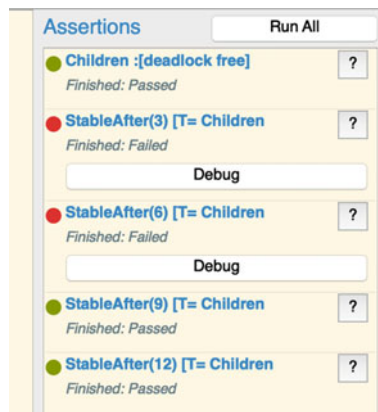 Assertions Run All
Children :[deadlock free] ?
Finished: Passed
StableAfter(3) [T= Children ?
Finished: Failed
Debug
StableAfter(6) [T= Children ?
Finished: Failed
Debug
StableAfter(9) [T= Children ?
Finished: Passed
StableAfter(12) [T= Children ?
Finished: Passed